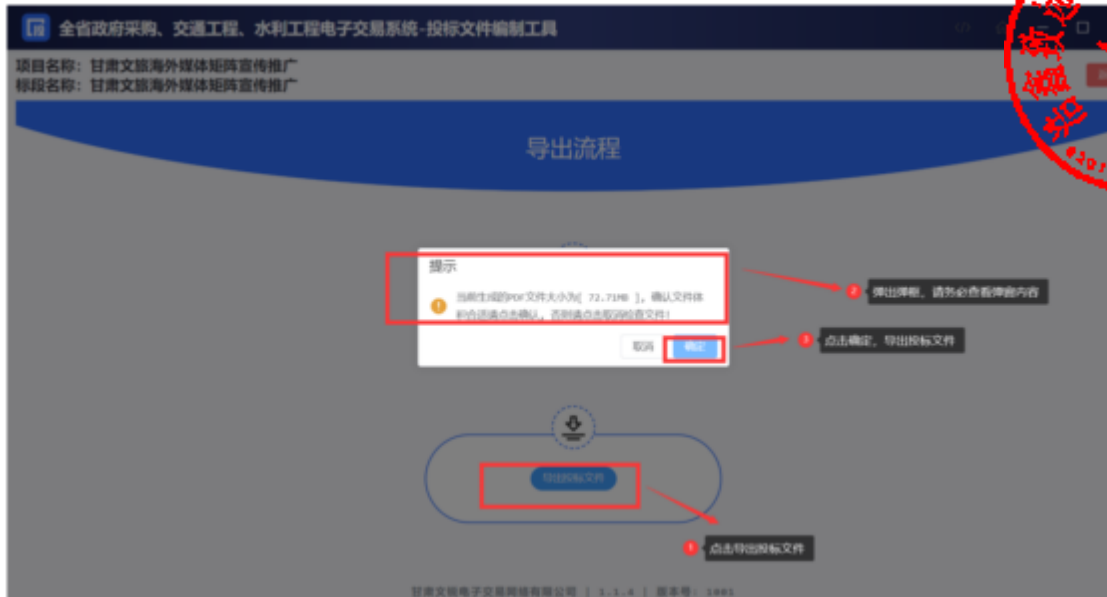 全省政府采购、交通工程、水利工程电子交易系统-投标文件编制工具
项目名称：甘肃文旅海外媒体矩阵宣传推广
标段名称：甘肃文旅海外媒体矩阵宣传推广
导出流程
提示
当前生成的PDF文件大小为[ 72.71MB ]，确认文件体
积合适请点击确认，否则请点击取消检查文件！
取消
确定
2 弹出弹框，请务必查看弹窗内容
3 点击确定，导出投标文件
导出投标文件
1 点击导出投标文件
电子交易网络有限公司 | 1.1.4 | 版本号: 1001